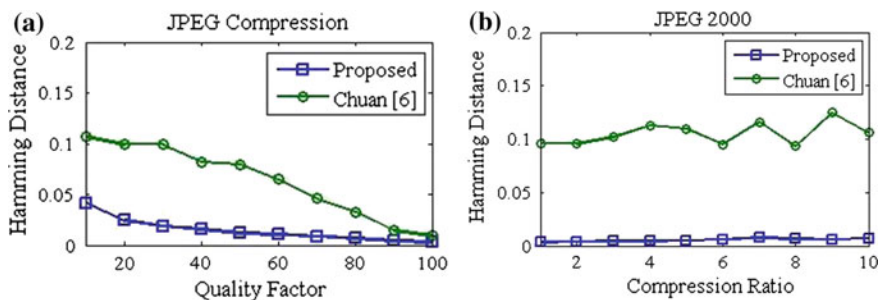 (a)
JPEG Compression
Hamming Distance
0.2
0.15
0.1
0.05
0
Proposed
Chuan [6]
20
40
60
80
100
Quality Factor
(b)
JPEG 2000
Hamming Distance
0.2
0.15
0.1
0.05
0
Proposed
Chuan [6]
2
4
6
8
10
Compression Ratio